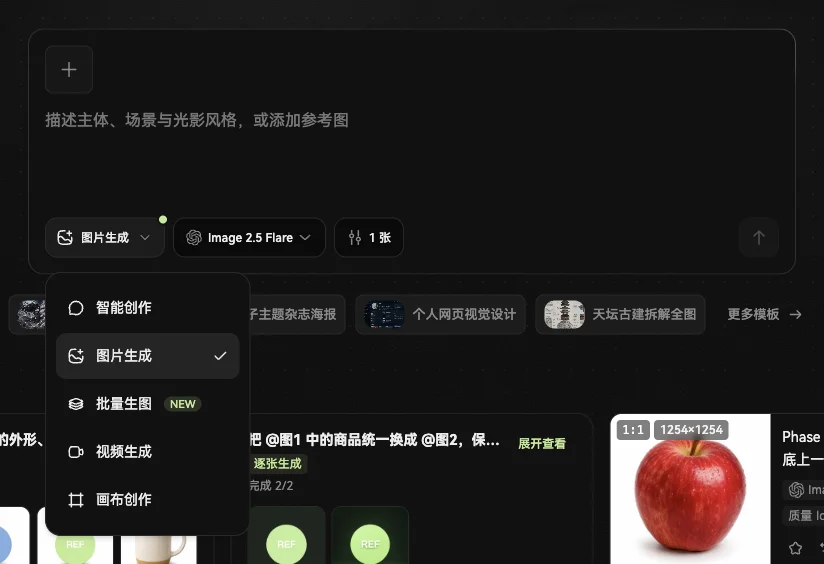 描述主体、场景与光影风格，或添加参考图
图片生成
Image 2.5 Flare
1 张
子主题杂志海报
个人网页视觉设计
天坛古建拆解全图
更多模板
智能创作
图片生成
批量生图 NEW
视频生成
画布创作
的外形、
把 @图1 中的商品统一换成 @图2，保...
展开查看
逐张生成
完成 2/2
REF
REF
REF
1:1
1254×1254
Phase
底上一
Ima
质量 lo